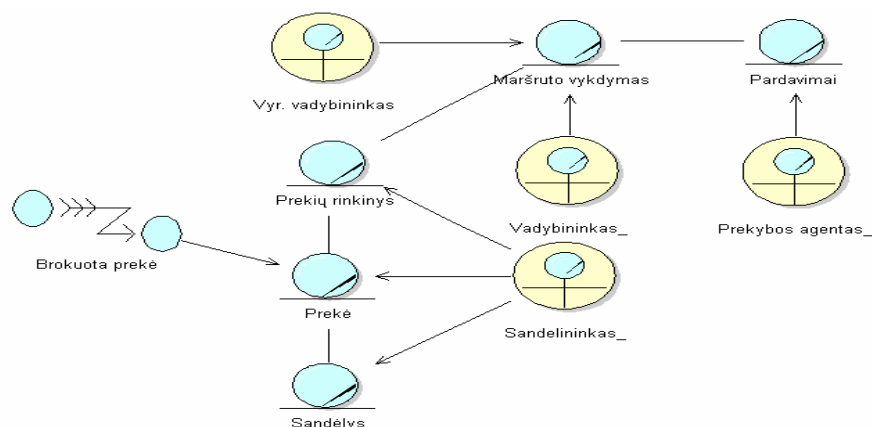 Vyr. vadybininkas
Maršruto vykdymas
Pardavimai
Prekių rinkinys
Vadybininkas_
Prekybos agentas_
Brokuota prekė
Prekė
Sandelininkas_
Sandėlys